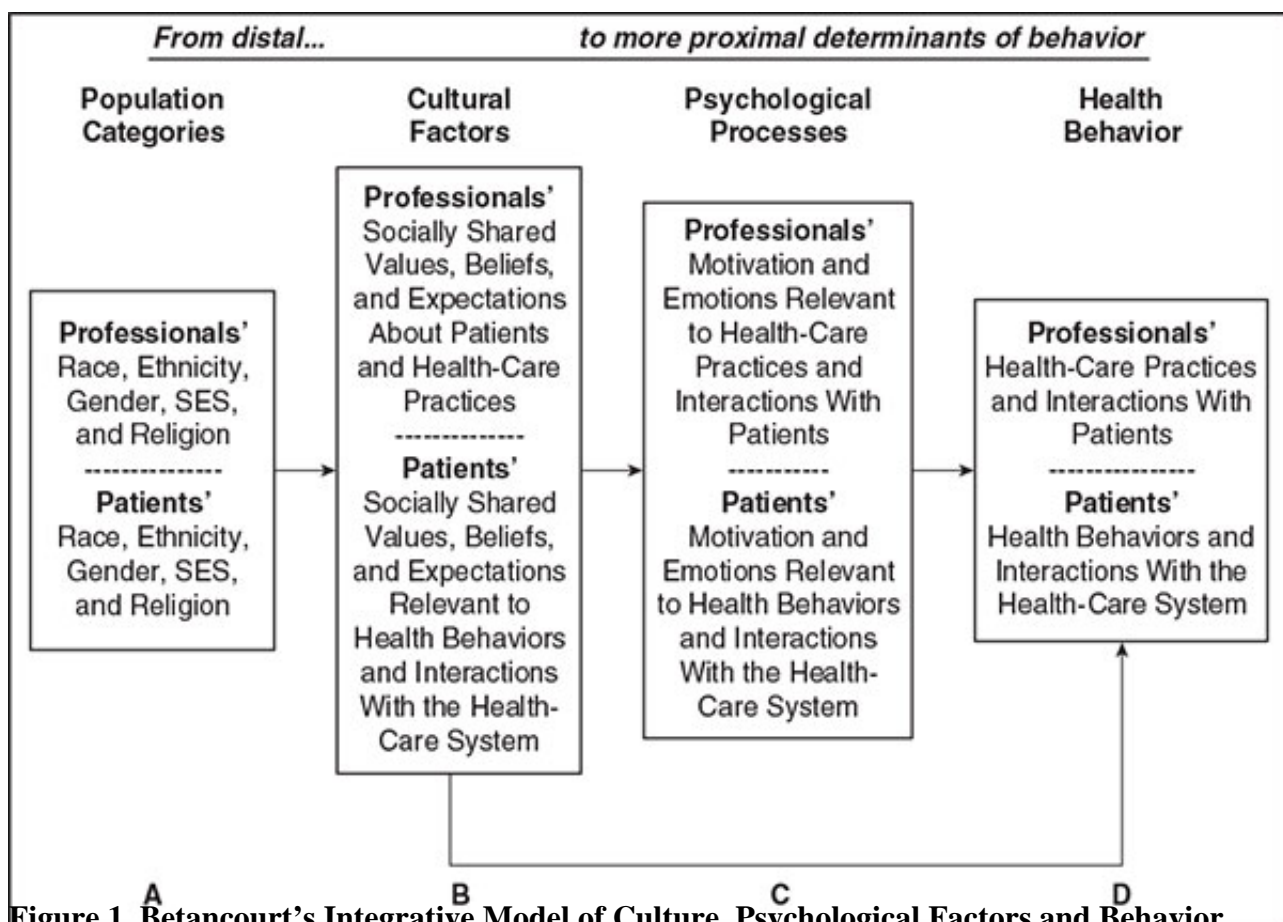 From distal... to more proximal determinants of behavior
Population
Categories
Cultural
Factors
Psychological
Processes
Health
Behavior
Professionals'
Race, Ethnicity,
Gender, SES,
and Religion
---------------
Patients'
Race, Ethnicity,
Gender, SES,
and Religion
Professionals'
Socially Shared
Values, Beliefs,
and Expectations
About Patients
and Health-Care
Practices
--------------
Patients'
Socially Shared
Values, Beliefs,
and Expectations
Relevant to
Health Behaviors
and Interactions
With the Health-
Care System
Professionals'
Motivation and
Emotions Relevant
to Health-Care
Practices and
Interactions With
Patients
-----------
Patients'
Motivation and
Emotions Relevant
to Health Behaviors
and Interactions
With the Health-
Care System
Professionals'
Health-Care Practices
and Interactions With
Patients
----------------
Patients'
Health Behaviors and
Interactions With the
Health-Care System
A B C D
Figure 1. Betancourt's Integrative Model of Culture, Psychological Factors and Behavior